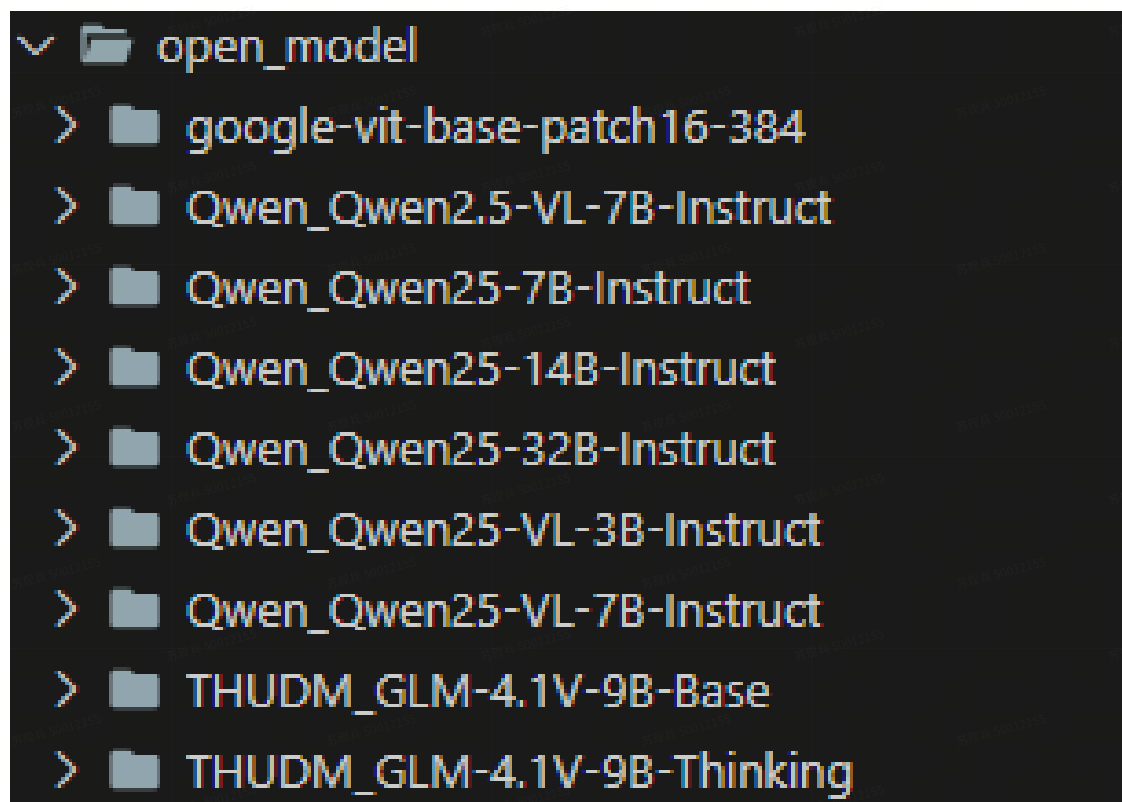 open_model
google-vit-base-patch16-384
Qwen_Qwen2.5-VL-7B-Instruct
Qwen_Qwen25-7B-Instruct
Qwen_Qwen25-14B-Instruct
Qwen_Qwen25-32B-Instruct
Qwen_Qwen25-VL-3B-Instruct
Qwen_Qwen25-VL-7B-Instruct
THUDM_GLM-4.1V-9B-Base
THUDM_GLM-4.1V-9B-Thinking